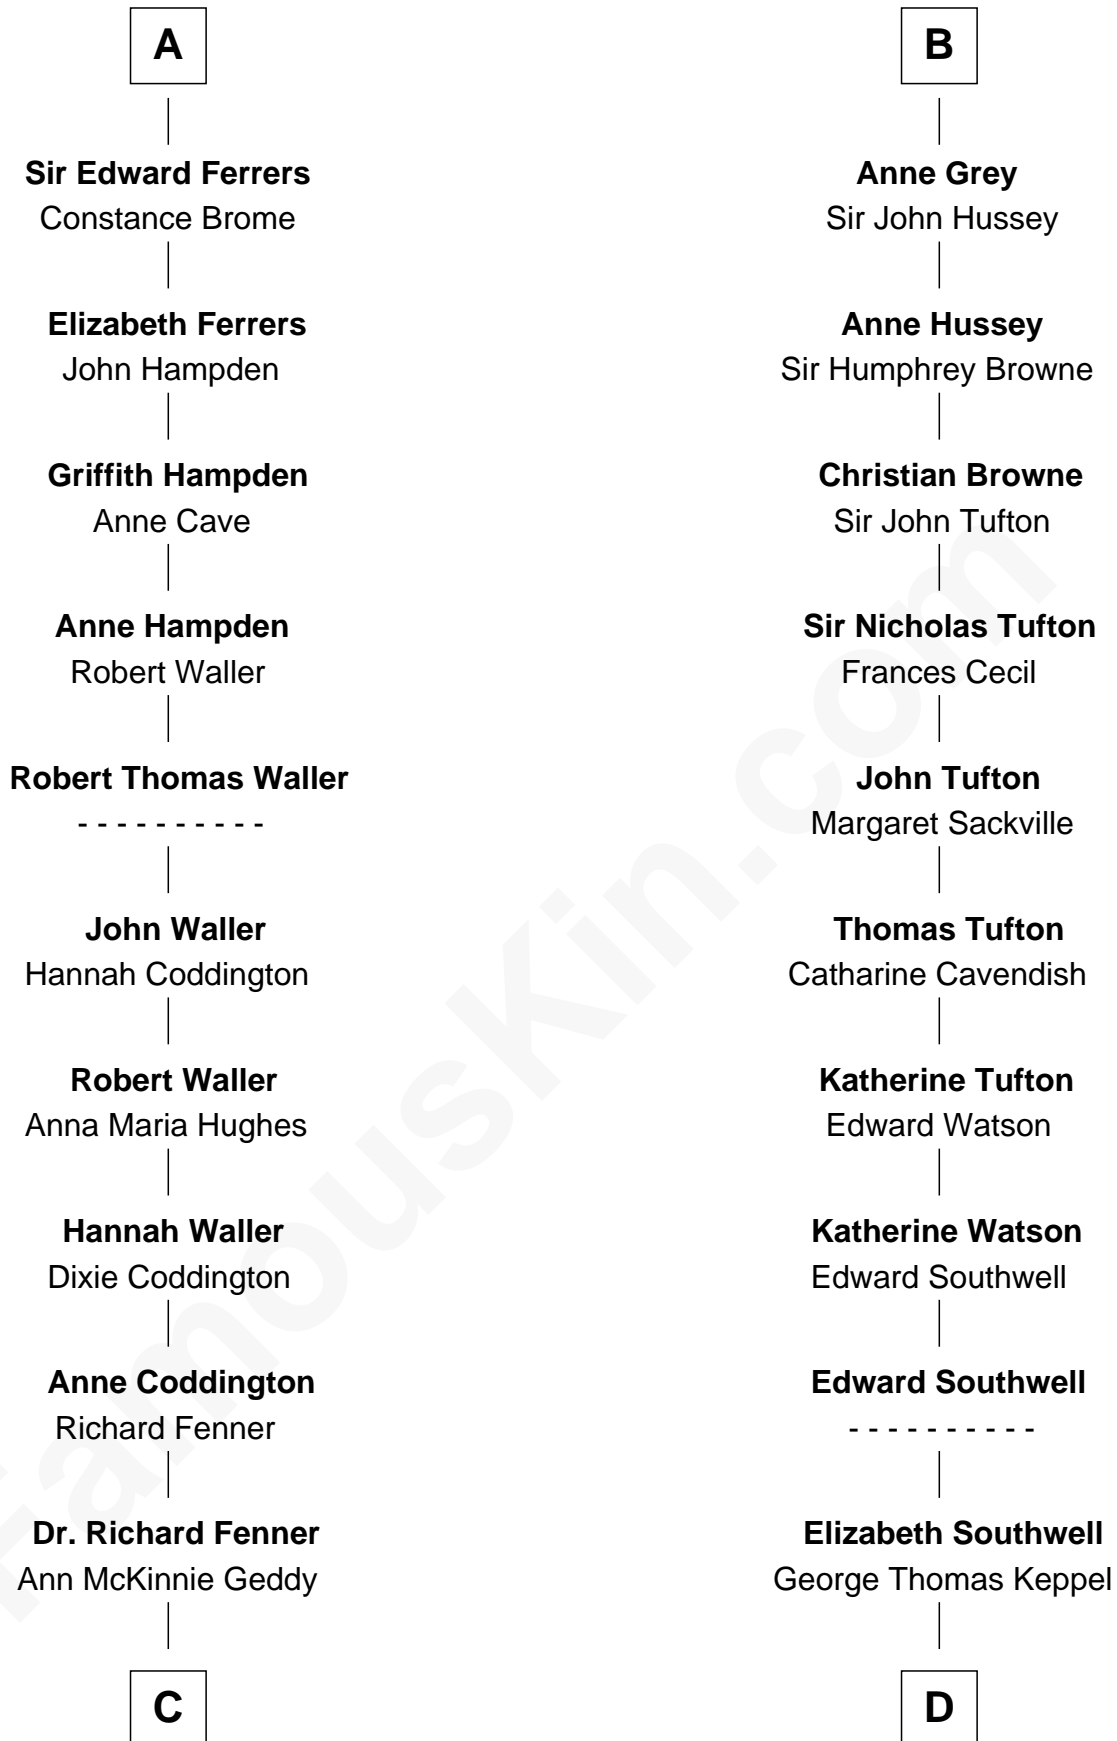 A
Sir Edward Ferrers
Constance Brome
Elizabeth Ferrers
John Hampden
Griffith Hampden
Anne Cave
Anne Hampden
Robert Waller
Robert Thomas Waller
- - - - - - - - - -
John Waller
Hannah Coddington
Robert Waller
Anna Maria Hughes
Hannah Waller
Dixie Coddington
Anne Coddington
Richard Fenner
Dr. Richard Fenner
Ann McKinnie Geddy
C
B
Anne Grey
Sir John Hussey
Anne Hussey
Sir Humphrey Browne
Christian Browne
Sir John Tufton
Sir Nicholas Tufton
Frances Cecil
John Tufton
Margaret Sackville
Thomas Tufton
Catharine Cavendish
Katherine Tufton
Edward Watson
Katherine Watson
Edward Southwell
Edward Southwell
- - - - - - - - - -
Elizabeth Southwell
George Thomas Keppel
D
FamousKin.com